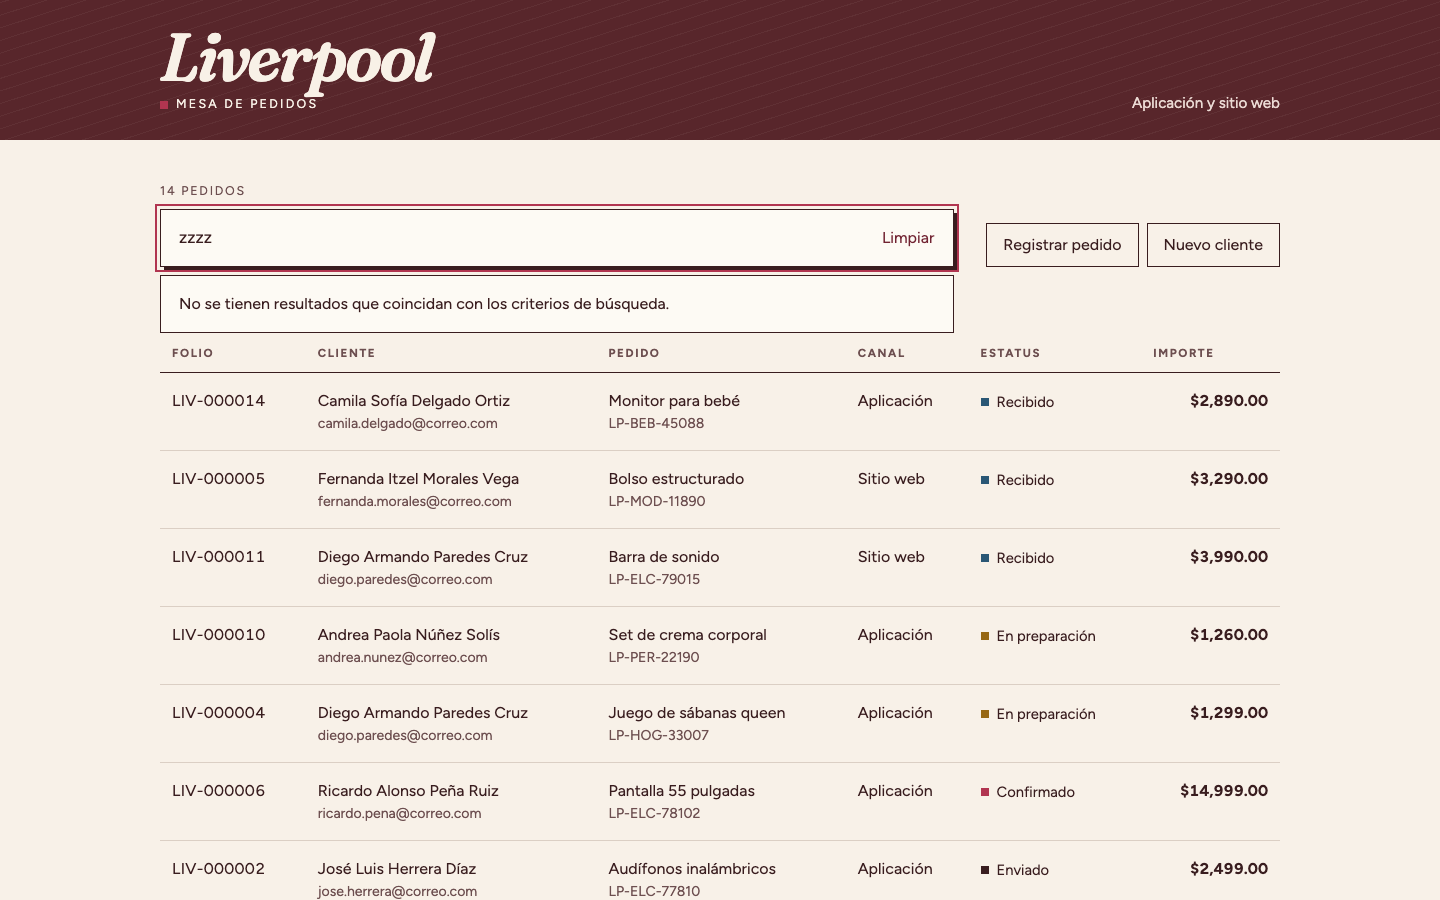 Liverpool
MESA DE PEDIDOS
Aplicación y sitio web
14 PEDIDOS
zzzz Limpiar
Registrar pedido Nuevo cliente
No se tienen resultados que coincidan con los criterios de búsqueda.
FOLIO CLIENTE PEDIDO CANAL ESTATUS IMPORTE
LIV-000014 Camila Sofía Delgado Ortiz Monitor para bebé Aplicación Recibido $2,890.00
camila.delgado@correo.com LP-BEB-45088
LIV-000005 Fernanda Itzel Morales Vega Bolso estructurado Sitio web Recibido $3,290.00
fernanda.morales@correo.com LP-MOD-11890
LIV-000011 Diego Armando Paredes Cruz Barra de sonido Sitio web Recibido $3,990.00
diego.paredes@correo.com LP-ELC-79015
LIV-000010 Andrea Paola Núñez Solís Set de crema corporal Aplicación En preparación $1,260.00
andrea.nunez@correo.com LP-PER-22190
LIV-000004 Diego Armando Paredes Cruz Juego de sábanas queen Aplicación En preparación $1,299.00
diego.paredes@correo.com LP-HOG-33007
LIV-000006 Ricardo Alonso Peña Ruiz Pantalla 55 pulgadas Aplicación Confirmado $14,999.00
ricardo.pena@correo.com LP-ELC-78102
LIV-000002 José Luis Herrera Díaz Audífonos inalámbricos Aplicación Enviado $2,499.00
jose.herrera@correo.com LP-ELC-77810